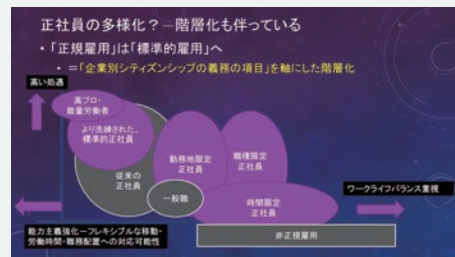 正社員の多様化？－階層化も伴っている
• 「正規雇用」は「標準的雇用」へ
• ＝「企業別シティズンシップの義務の項目」を軸にした階層化
高い処遇
高プロ・
裁量労働者
より洗練された、
標準的正社員
従来の
正社員
勤務地限定
正社員
職種限定
正社員
一般職
時間限定
正社員
ワークライフバランス重視
能力主義強化－フレキシブルな移動・
労働時間・職務配置への対応可能性
非正規雇用